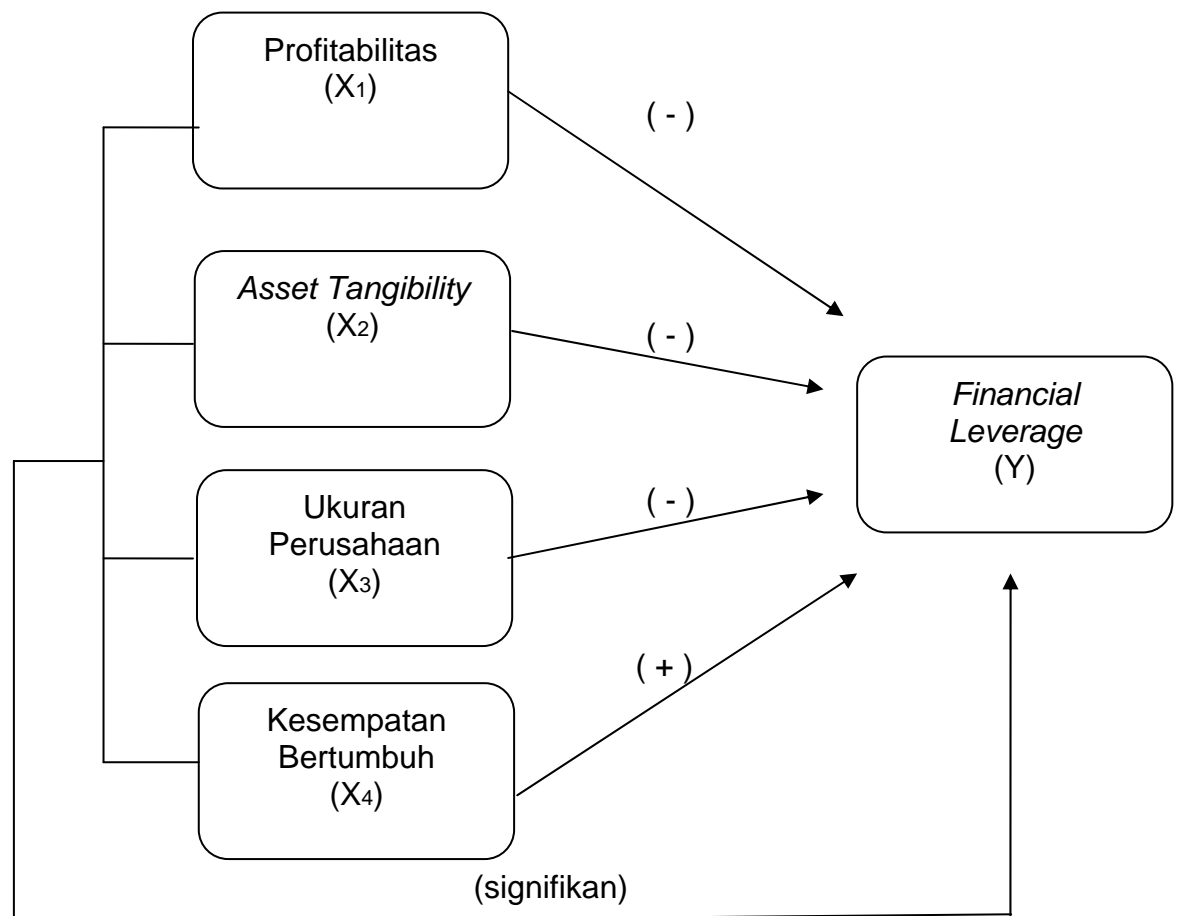 Profitabilitas
(X1)
( - )
Asset Tangibility
(X2)
( - )
Financial
Leverage
(Y)
Ukuran
Perusahaan
(X3)
( - )
Kesempatan
Bertumbuh
(X4)
( + )
(signifikan)